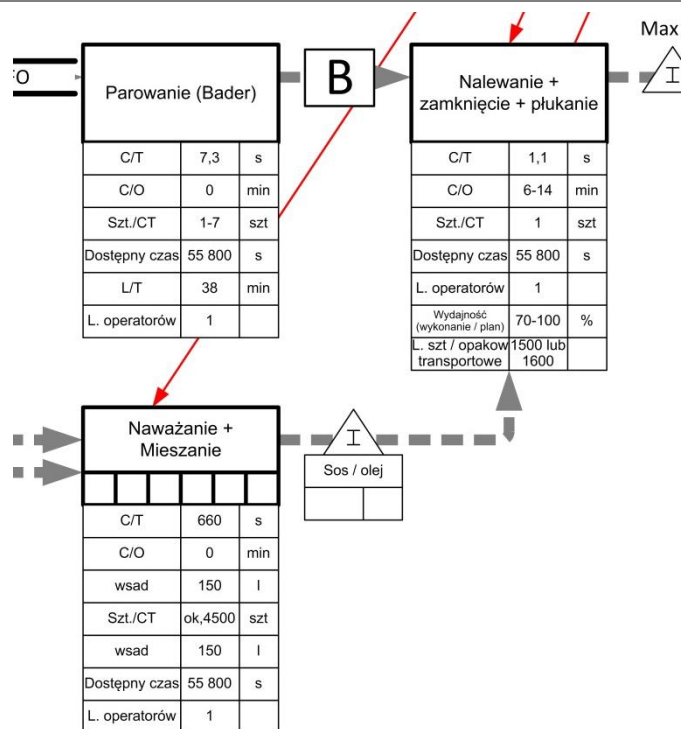 Max
FO
Parowanie (Bader)
B
Nalewanie +
zamknięcie + płukanie
I
C/T 7,3 s
C/O 0 min
Szt./CT 1-7 szt
Dostępny czas 55 800 s
L/T 38 min
L. operatorów 1
C/T 1,1 s
C/O 6-14 min
Szt./CT 1 szt
Dostępny czas 55 800 s
L. operatorów 1
Wydajność
(wykonanie / plan) 70-100 %
L. szt / opakow 1500 lub
transportowe 1600
Naważanie +
Mieszanie
I
Sos / olej
C/T 660 s
C/O 0 min
wsad 150 l
Szt./CT ok,4500 szt
wsad 150 l
Dostępny czas 55 800 s
L. operatorów 1